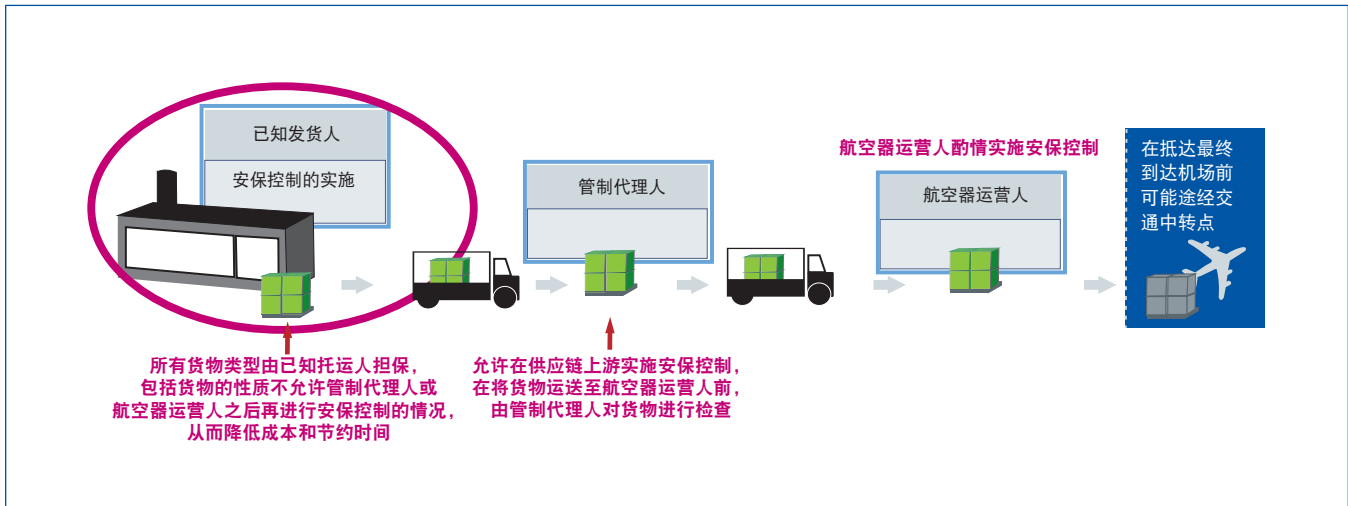 已知发货人
安保控制的实施
所有货物类型由已知托运人担保，
包括货物的性质不允许管制代理人或
航空器运营人之后再进行安保控制的情况，
从而降低成本和节约时间
管制代理人
允许在供应链上游实施安保控制，
在将货物运送至航空器运营人前，
由管制代理人对货物进行检查
航空器运营人酌情实施安保控制
航空器运营人
在抵达最终
到达机场前
可能途经交
通中转点